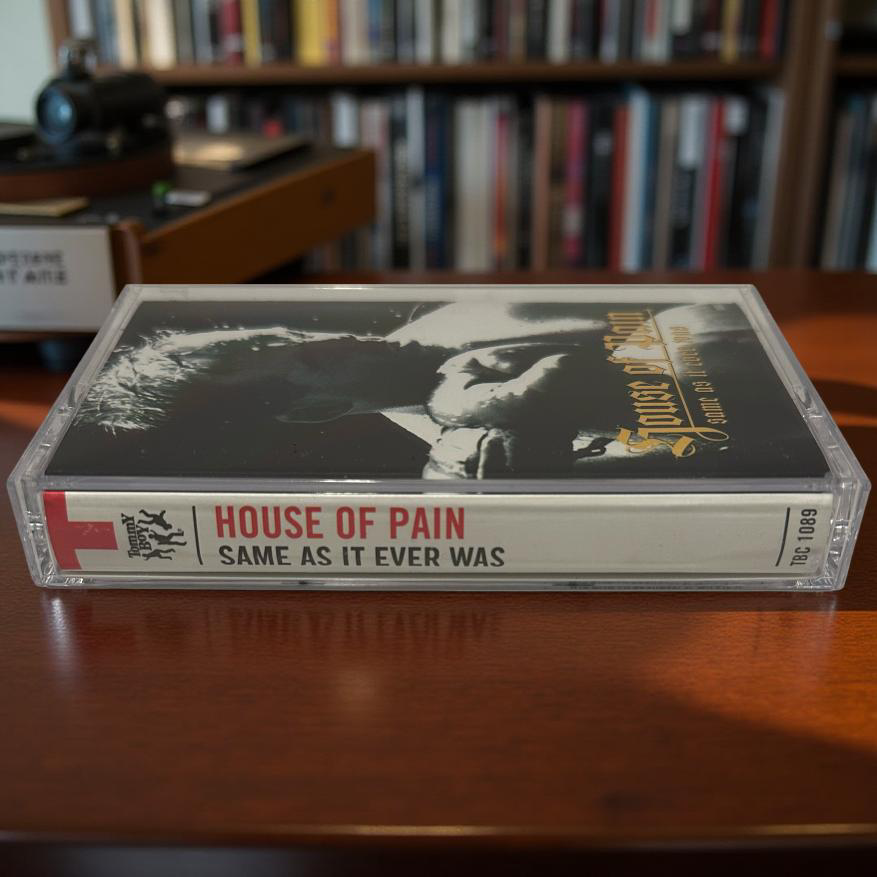 House of Pain
same as it ever was
Tommy
Boy
HOUSE OF PAIN
SAME AS IT EVER WAS
TBC 1089